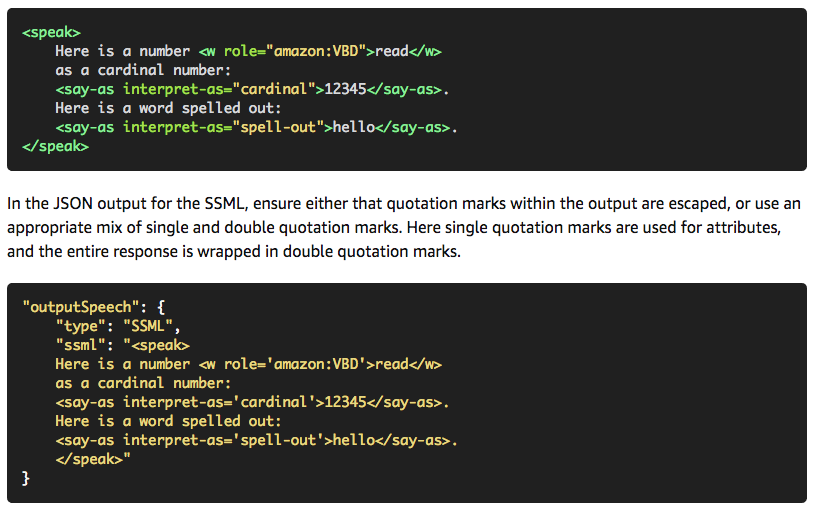 <speak>
    Here is a number <w role="amazon:VBD">read</w>
    as a cardinal number:
    <say-as interpret-as="cardinal">12345</say-as>.
    Here is a word spelled out:
    <say-as interpret-as="spell-out">hello</say-as>.
</speak>
In the JSON output for the SSML, ensure either that quotation marks within the output are escaped, or use an
appropriate mix of single and double quotation marks. Here single quotation marks are used for attributes,
and the entire response is wrapped in double quotation marks.
"outputSpeech": {
    "type": "SSML",
    "ssml": "<speak>
    Here is a number <w role='amazon:VBD'>read</w>
    as a cardinal number:
    <say-as interpret-as='cardinal'>12345</say-as>.
    Here is a word spelled out:
    <say-as interpret-as='spell-out'>hello</say-as>.
    </speak>"
}